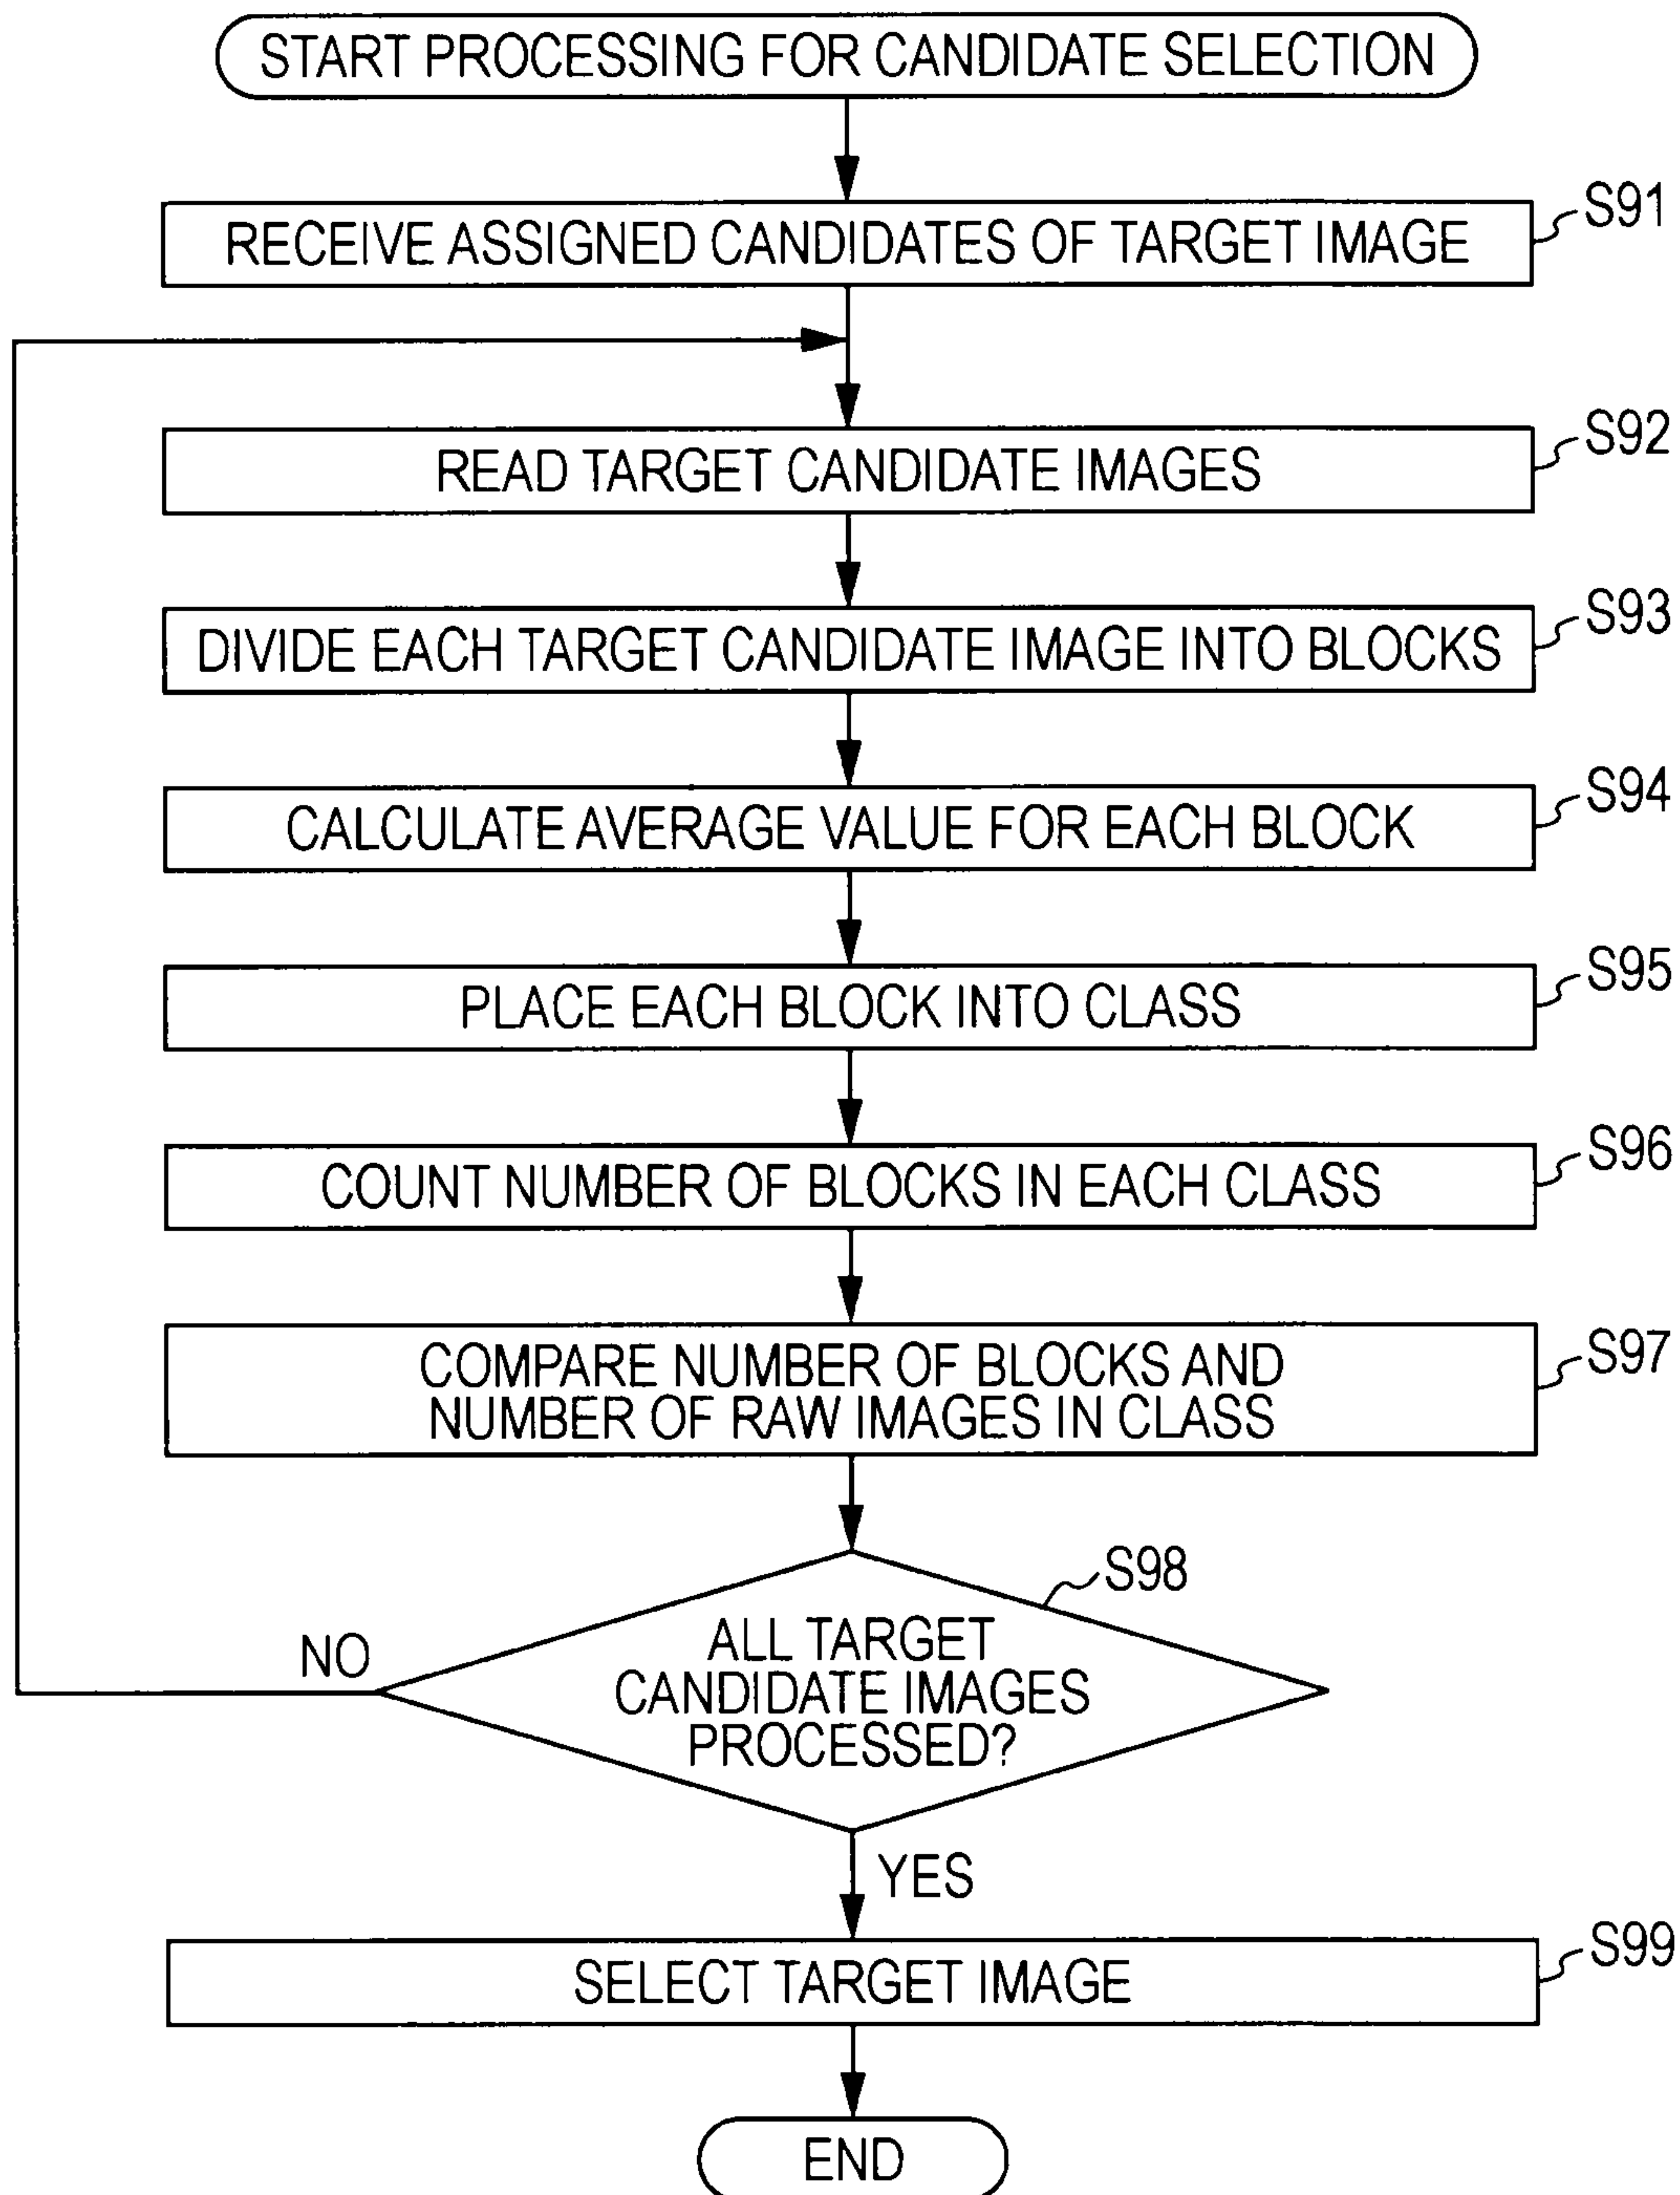 START PROCESSING FOR CANDIDATE SELECTION
S91
RECEIVE ASSIGNED CANDIDATES OF TARGET IMAGE
S92
READ TARGET CANDIDATE IMAGES
S93
DIVIDE EACH TARGET CANDIDATE IMAGE INTO BLOCKS
S94
CALCULATE AVERAGE VALUE FOR EACH BLOCK
S95
PLACE EACH BLOCK INTO CLASS
S96
COUNT NUMBER OF BLOCKS IN EACH CLASS
S97
COMPARE NUMBER OF BLOCKS AND
NUMBER OF RAW IMAGES IN CLASS
S98
ALL TARGET
CANDIDATE IMAGES
PROCESSED?
NO
YES
S99
SELECT TARGET IMAGE
END